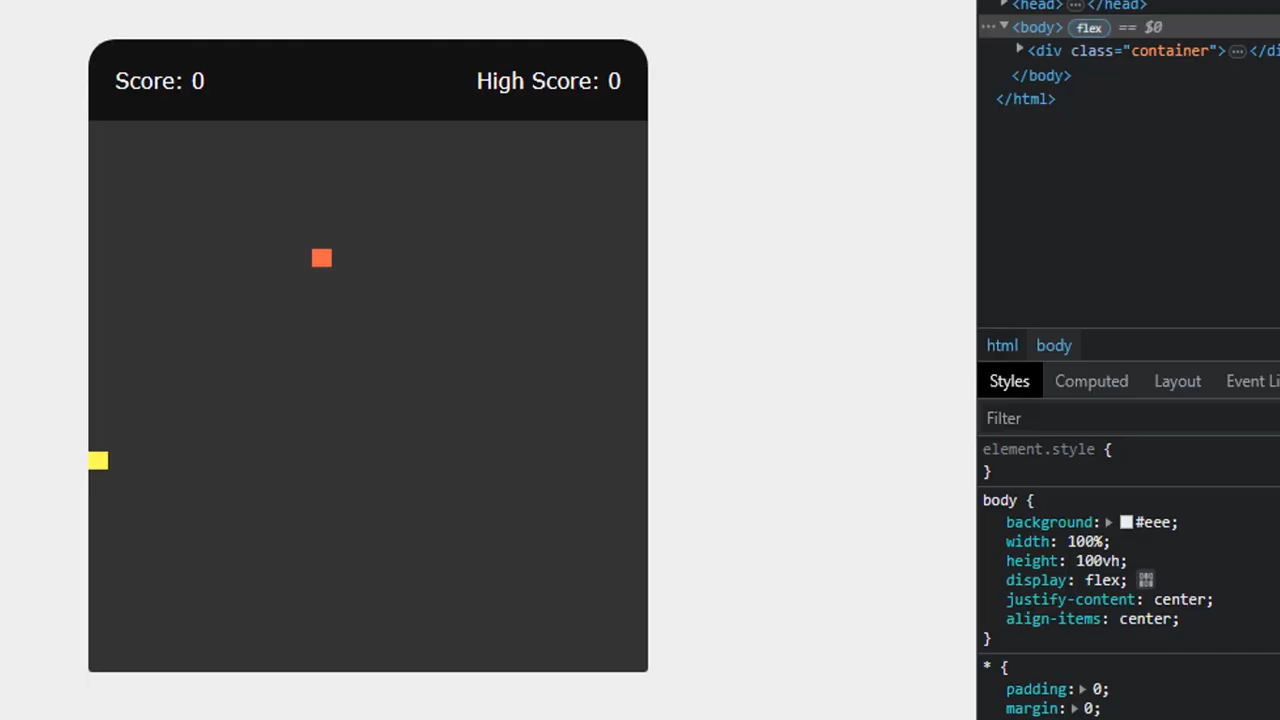 Score: 0
High Score: 0
<head> ⋯ </head>
⋯ <body> flex == $0
<div class="container"> ⋯ </di
</body>
</html>
html body
Styles Computed Layout Event Li
Filter
element.style {
}
body {
background: #eee;
width: 100%;
height: 100vh;
display: flex;
justify-content: center;
align-items: center;
}
* {
padding: 0;
margin: 0;